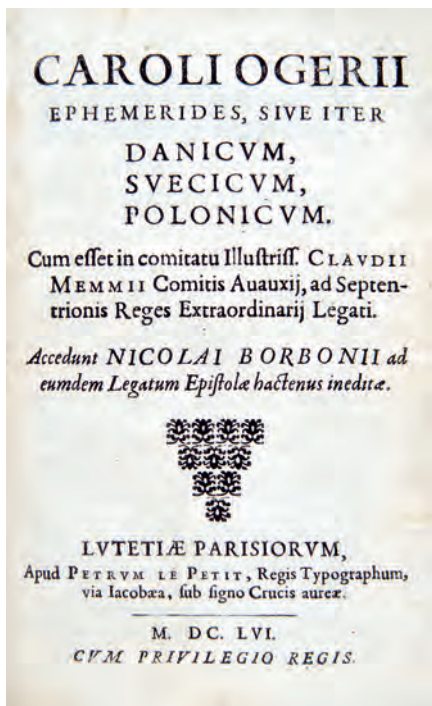 CAROLI OGERII
EPHEMERIDES, SIVE ITER
DANICVM,
SVECICVM,
POLONICVM.
Cum eſſet in comitatu Illuſtriſſ. CLAVDII
MEMMII Comitis Auauxij, ad Septen-
trionis Reges Extraordinarij Legati.
Accedunt NICOLAI BORBONII ad
eumdem Legatum Epiſtolæ hactenus ineditæ.
LVTETIÆ PARISIORVM,
Apud PETRVM LE PETIT, Regis Typographum,
via Iacobæa, ſub ſigno Crucis aureæ.
M. DC. LVI.
CVM PRIVILEGIO REGIS.